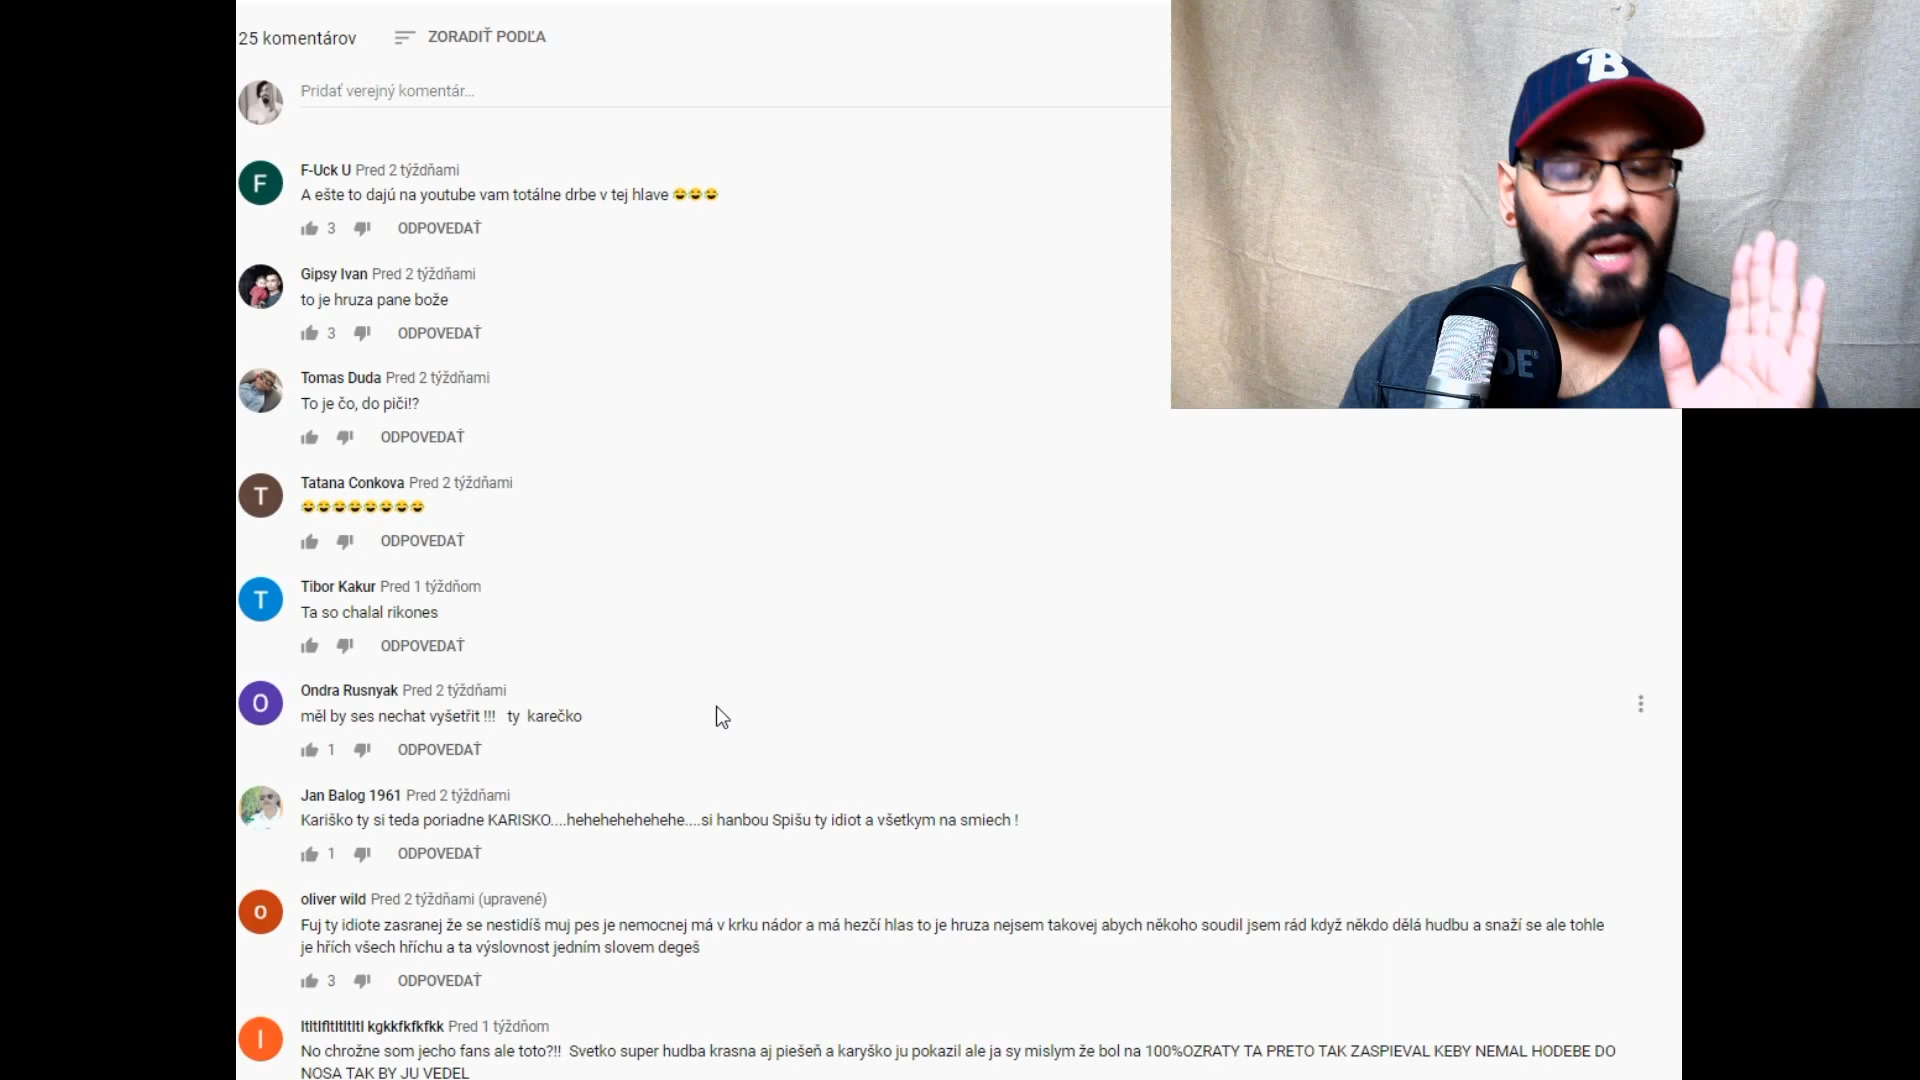 25 komentárov
ZORADIŤ PODĽA
Pridať verejný komentár...
B
F
F-Uck U Pred 2 týždňami
A ešte to dajú na youtube vam totálne drbe v tej hlave 😂😂😂
3 ODPOVEDAŤ
Gipsy Ivan Pred 2 týždňami
to je hruza pane bože
3 ODPOVEDAŤ
DE
Tomas Duda Pred 2 týždňami
To je čo, do piči!?
ODPOVEDAŤ
T
Tatana Conkova Pred 2 týždňami
😂😂😂😂😂😂😂😂
ODPOVEDAŤ
T
Tibor Kakur Pred 1 týždňom
Ta so chalal rikones
ODPOVEDAŤ
O
Ondra Rusnyak Pred 2 týždňami
měl by ses nechat vyšetřit !!! ty karečko
1 ODPOVEDAŤ
Jan Balog 1961 Pred 2 týždňami
Kariško ty si teda poriadne KARISKO....hehehehehehehe....si hanbou Spišu ty idiot a všetkym na smiech !
1 ODPOVEDAŤ
o
oliver wild Pred 2 týždňami (upravené)
Fuj ty idiote zasranej že se nestidíš muj pes je nemocnej má v krku nádor a má hezčí hlas to je hruza nejsem takovej abych někoho soudil jsem rád když někdo dělá hudbu a snaží se ale tohle
je hřích všech hříchu a ta výslovnost jedním slovem degeš
3 ODPOVEDAŤ
I
kgkkfkfkfkk Pred 1 týždňom
No chrožne som jecho fans ale toto?!! Svetko super hudba krasna aj piešeň a karyško ju pokazil ale ja sy mislym že bol na 100%OZRATY TA PRETO TAK ZASPIEVAL KEBY NEMAL HODEBE DO
NOSA TAK BY JU VEDEL